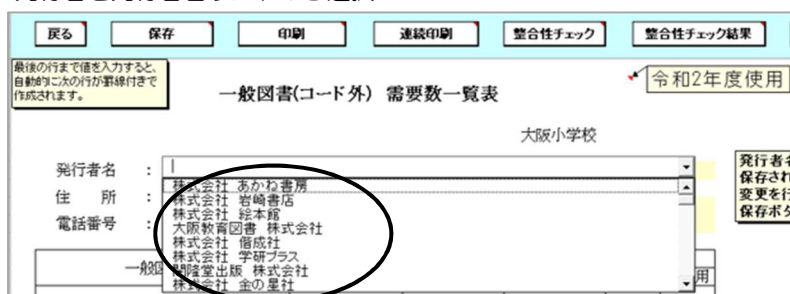 戻る 保存 印刷 連続印刷 整合性チェック 整合性チェック結果
最後の行まで値を入力すると、
自動的に次の行が罫線付きで
作成されます。
令和2年度使用
一般図書(コード外) 需要数一覧表
大阪小学校
発行者名 :
住 所 :
電話番号 :
株式会社 あかね書房
株式会社 岩崎書店
株式会社 絵本館
大阪教育図書 株式会社
株式会社 偕成社
株式会社 学研プラス
開隆堂出版 株式会社
株式会社 金の星社
発行者名
保存され
変更を行
保存ボタ
一般図
用